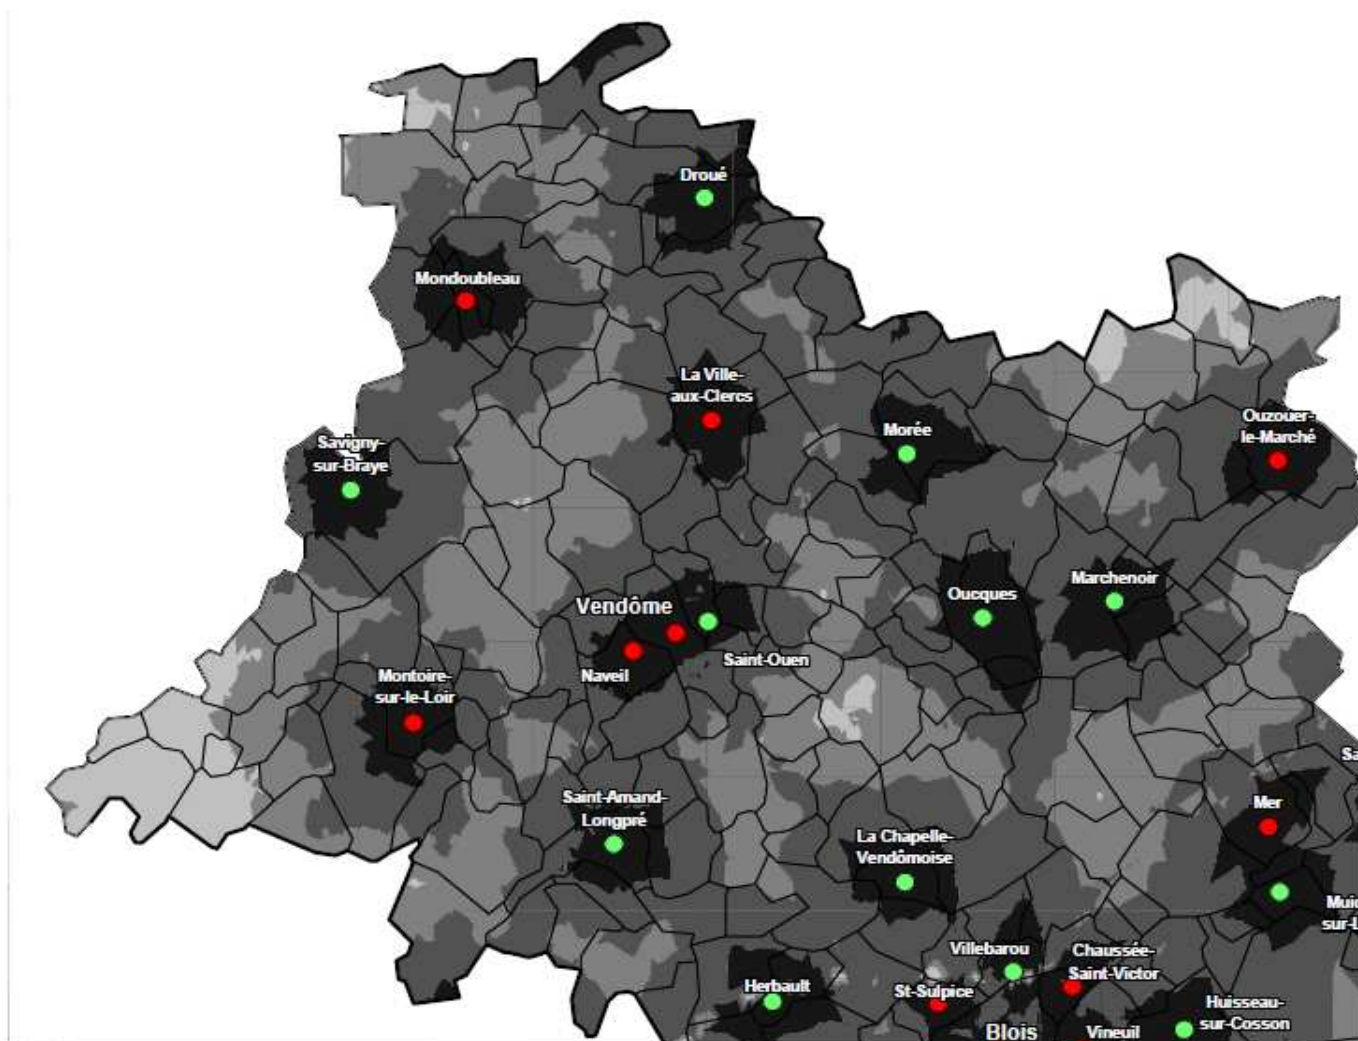 Droué
Mondoubleau
La Ville-
aux-Clercs
Morée
Ouzouer-
le-Marché
Savigny-
sur-Braye
Marchenoir
Oucques
Vendôme
Saint-Ouen
Naveil
Montoire-
sur-le-Loir
Saint-Amand-
Longpré
Mer
La Chapelle-
Vendômoise
Villebarou
Chaussée-
Saint-Victor
Herbault
St-Sulpice
Huisseau-
sur-Cosson
Blois
Vineuil